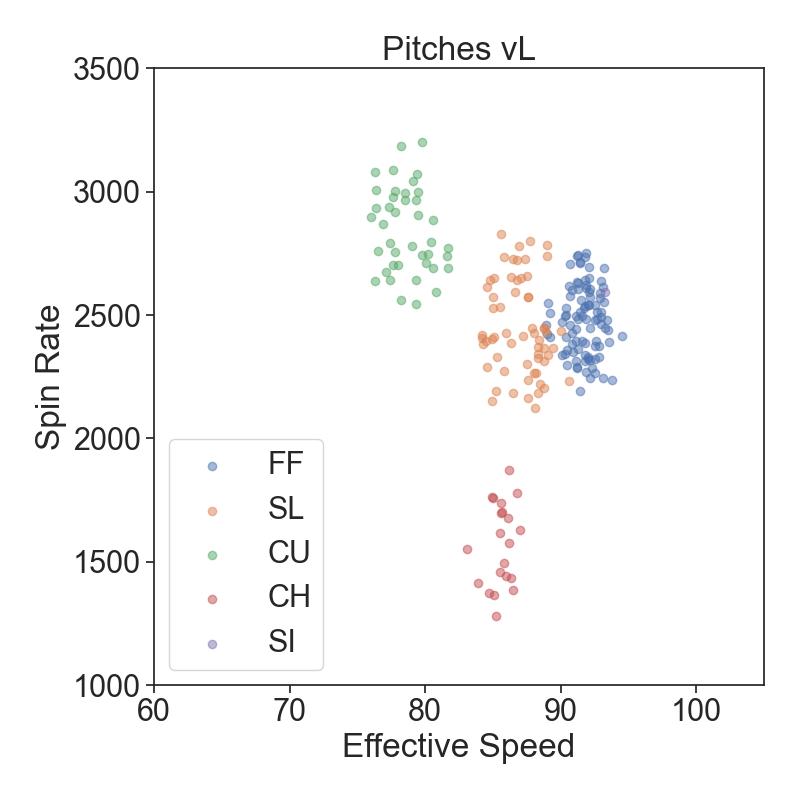 Pitches vL
3500
3000
2500
2000
1500
1000
Spin Rate
FF
SL
CU
CH
SI
60 70 80 90 100
Effective Speed